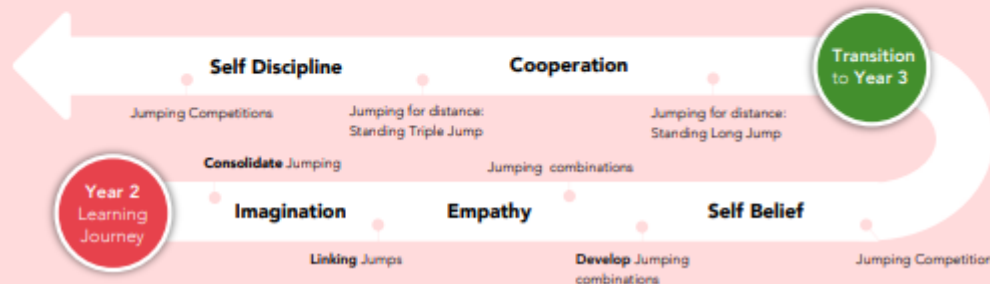 Self Discipline
Cooperation
Transition
to Year 3
Jumping Competitions
Jumping for distance:
Standing Triple Jump
Jumping for distance:
Standing Long Jump
Consolidate Jumping
Jumping combinations
Year 2
Learning
Journey
Imagination
Empathy
Self Belief
Linking Jumps
Develop Jumping
combinations
Jumping Competition